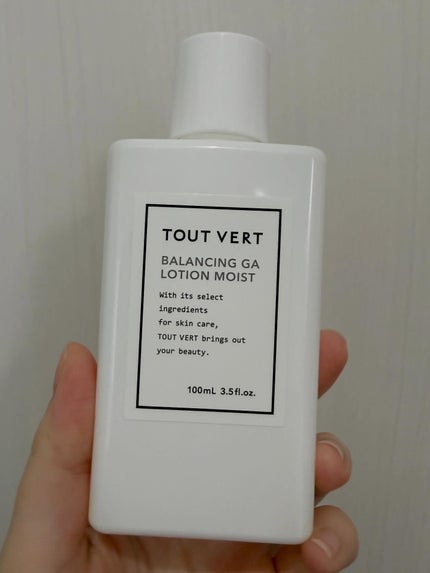 TOUT VERT
BALANCING GA
LOTION MOIST
With its select
ingredients
for skin care,
TOUT VERT brings out
your beauty.
100mL 3.5fl.oz.